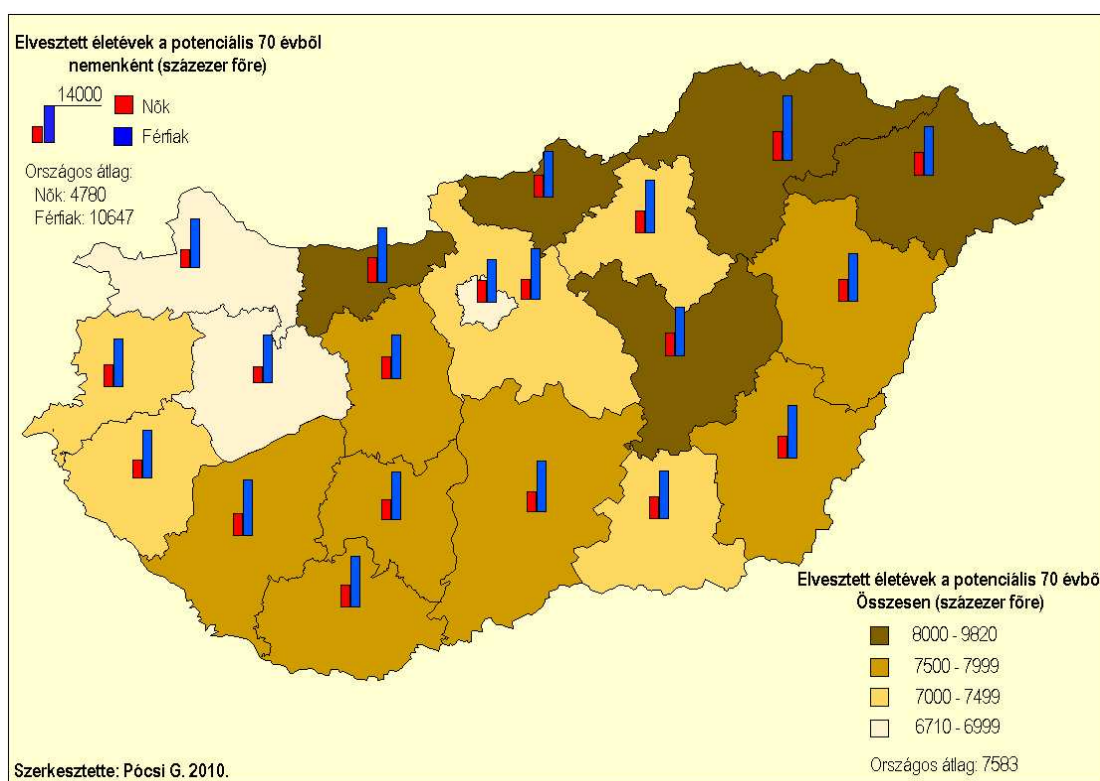 Elvesztett életévek a potenciális 70 évből
nemenként (százezer főre)
14000
Nők
Férfiak
Országos átlag:
Nők: 4780
Férfiak: 10647
Elvesztett életévek a potenciális 70 évbő
Összesen (százezer főre)
8000 - 9820
7500 - 7999
7000 - 7499
6710 - 6999
Országos átlag: 7583
Szerkesztette: Pócsi G. 2010.